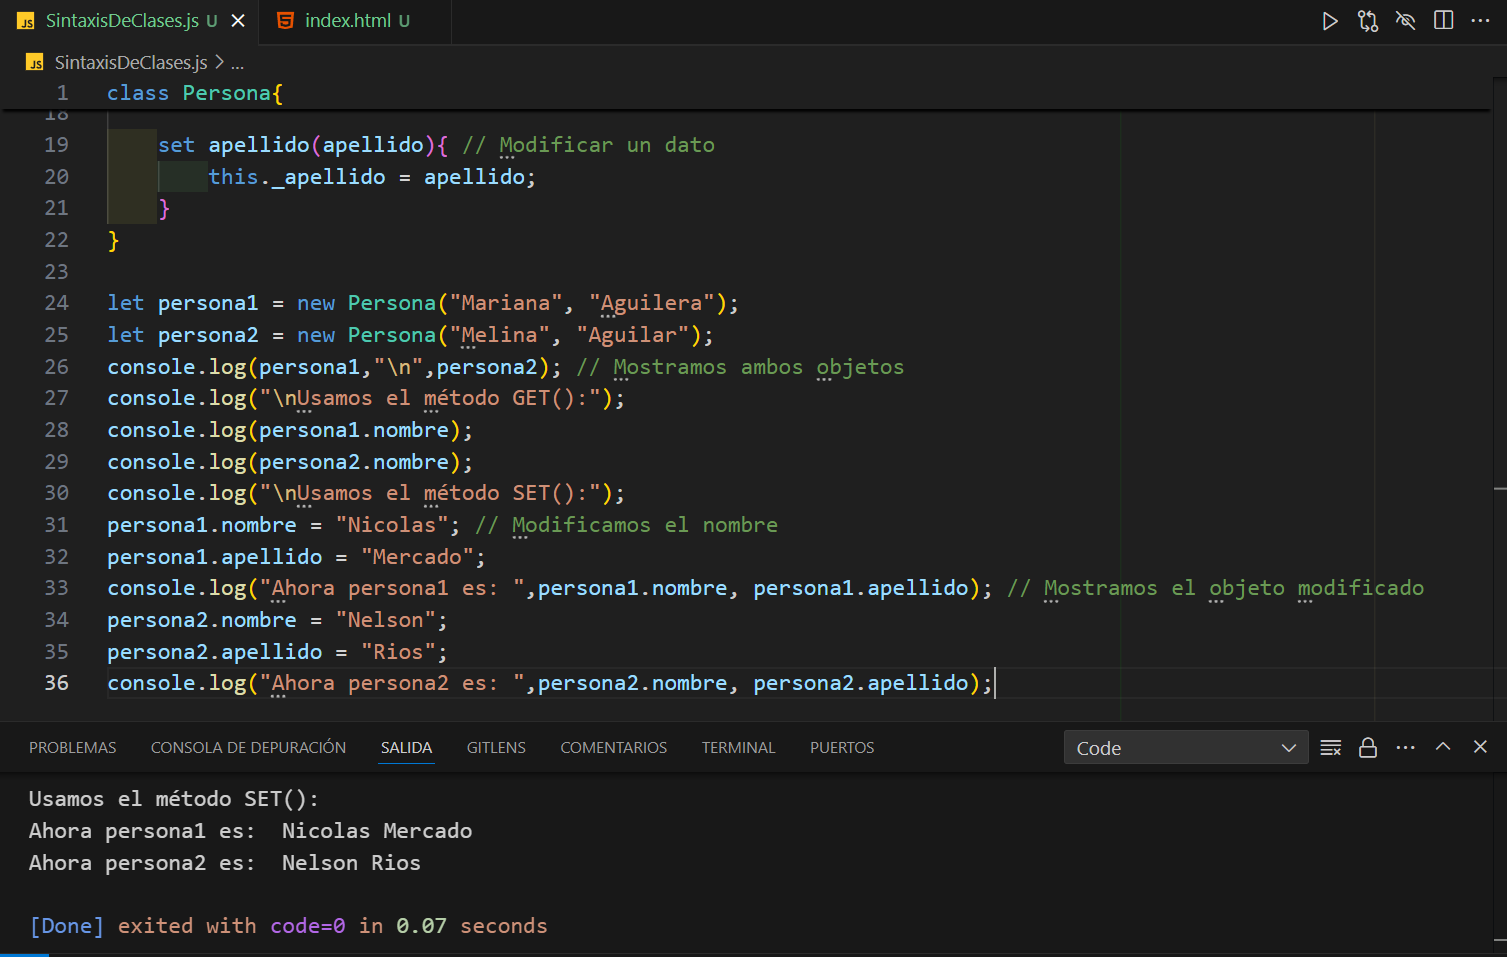 JS SintaxisDeClases.js U index.html U
JS SintaxisDeClases.js > ...
1 class Persona{
18
19 set apellido(apellido){ // Modificar un dato
20 this._apellido = apellido;
21 }
22 }
23
24 let persona1 = new Persona("Mariana", "Aguilera");
25 let persona2 = new Persona("Melina", "Aguilar");
26 console.log(persona1,"\n",persona2); // Mostramos ambos objetos
27 console.log("\nUsamos el método GET():");
28 console.log(persona1.nombre);
29 console.log(persona2.nombre);
30 console.log("\nUsamos el método SET():");
31 persona1.nombre = "Nicolas"; // Modificamos el nombre
32 persona1.apellido = "Mercado";
33 console.log("Ahora persona1 es: ",persona1.nombre, persona1.apellido); // Mostramos el objeto modificado
34 persona2.nombre = "Nelson";
35 persona2.apellido = "Rios";
36 console.log("Ahora persona2 es: ",persona2.nombre, persona2.apellido);
PROBLEMAS CONSOLA DE DEPURACIÓN SALIDA GITLENS COMENTARIOS TERMINAL PUERTOS Code
Usamos el método SET():
Ahora persona1 es:  Nicolas Mercado
Ahora persona2 es:  Nelson Rios
[Done] exited with code=0 in 0.07 seconds